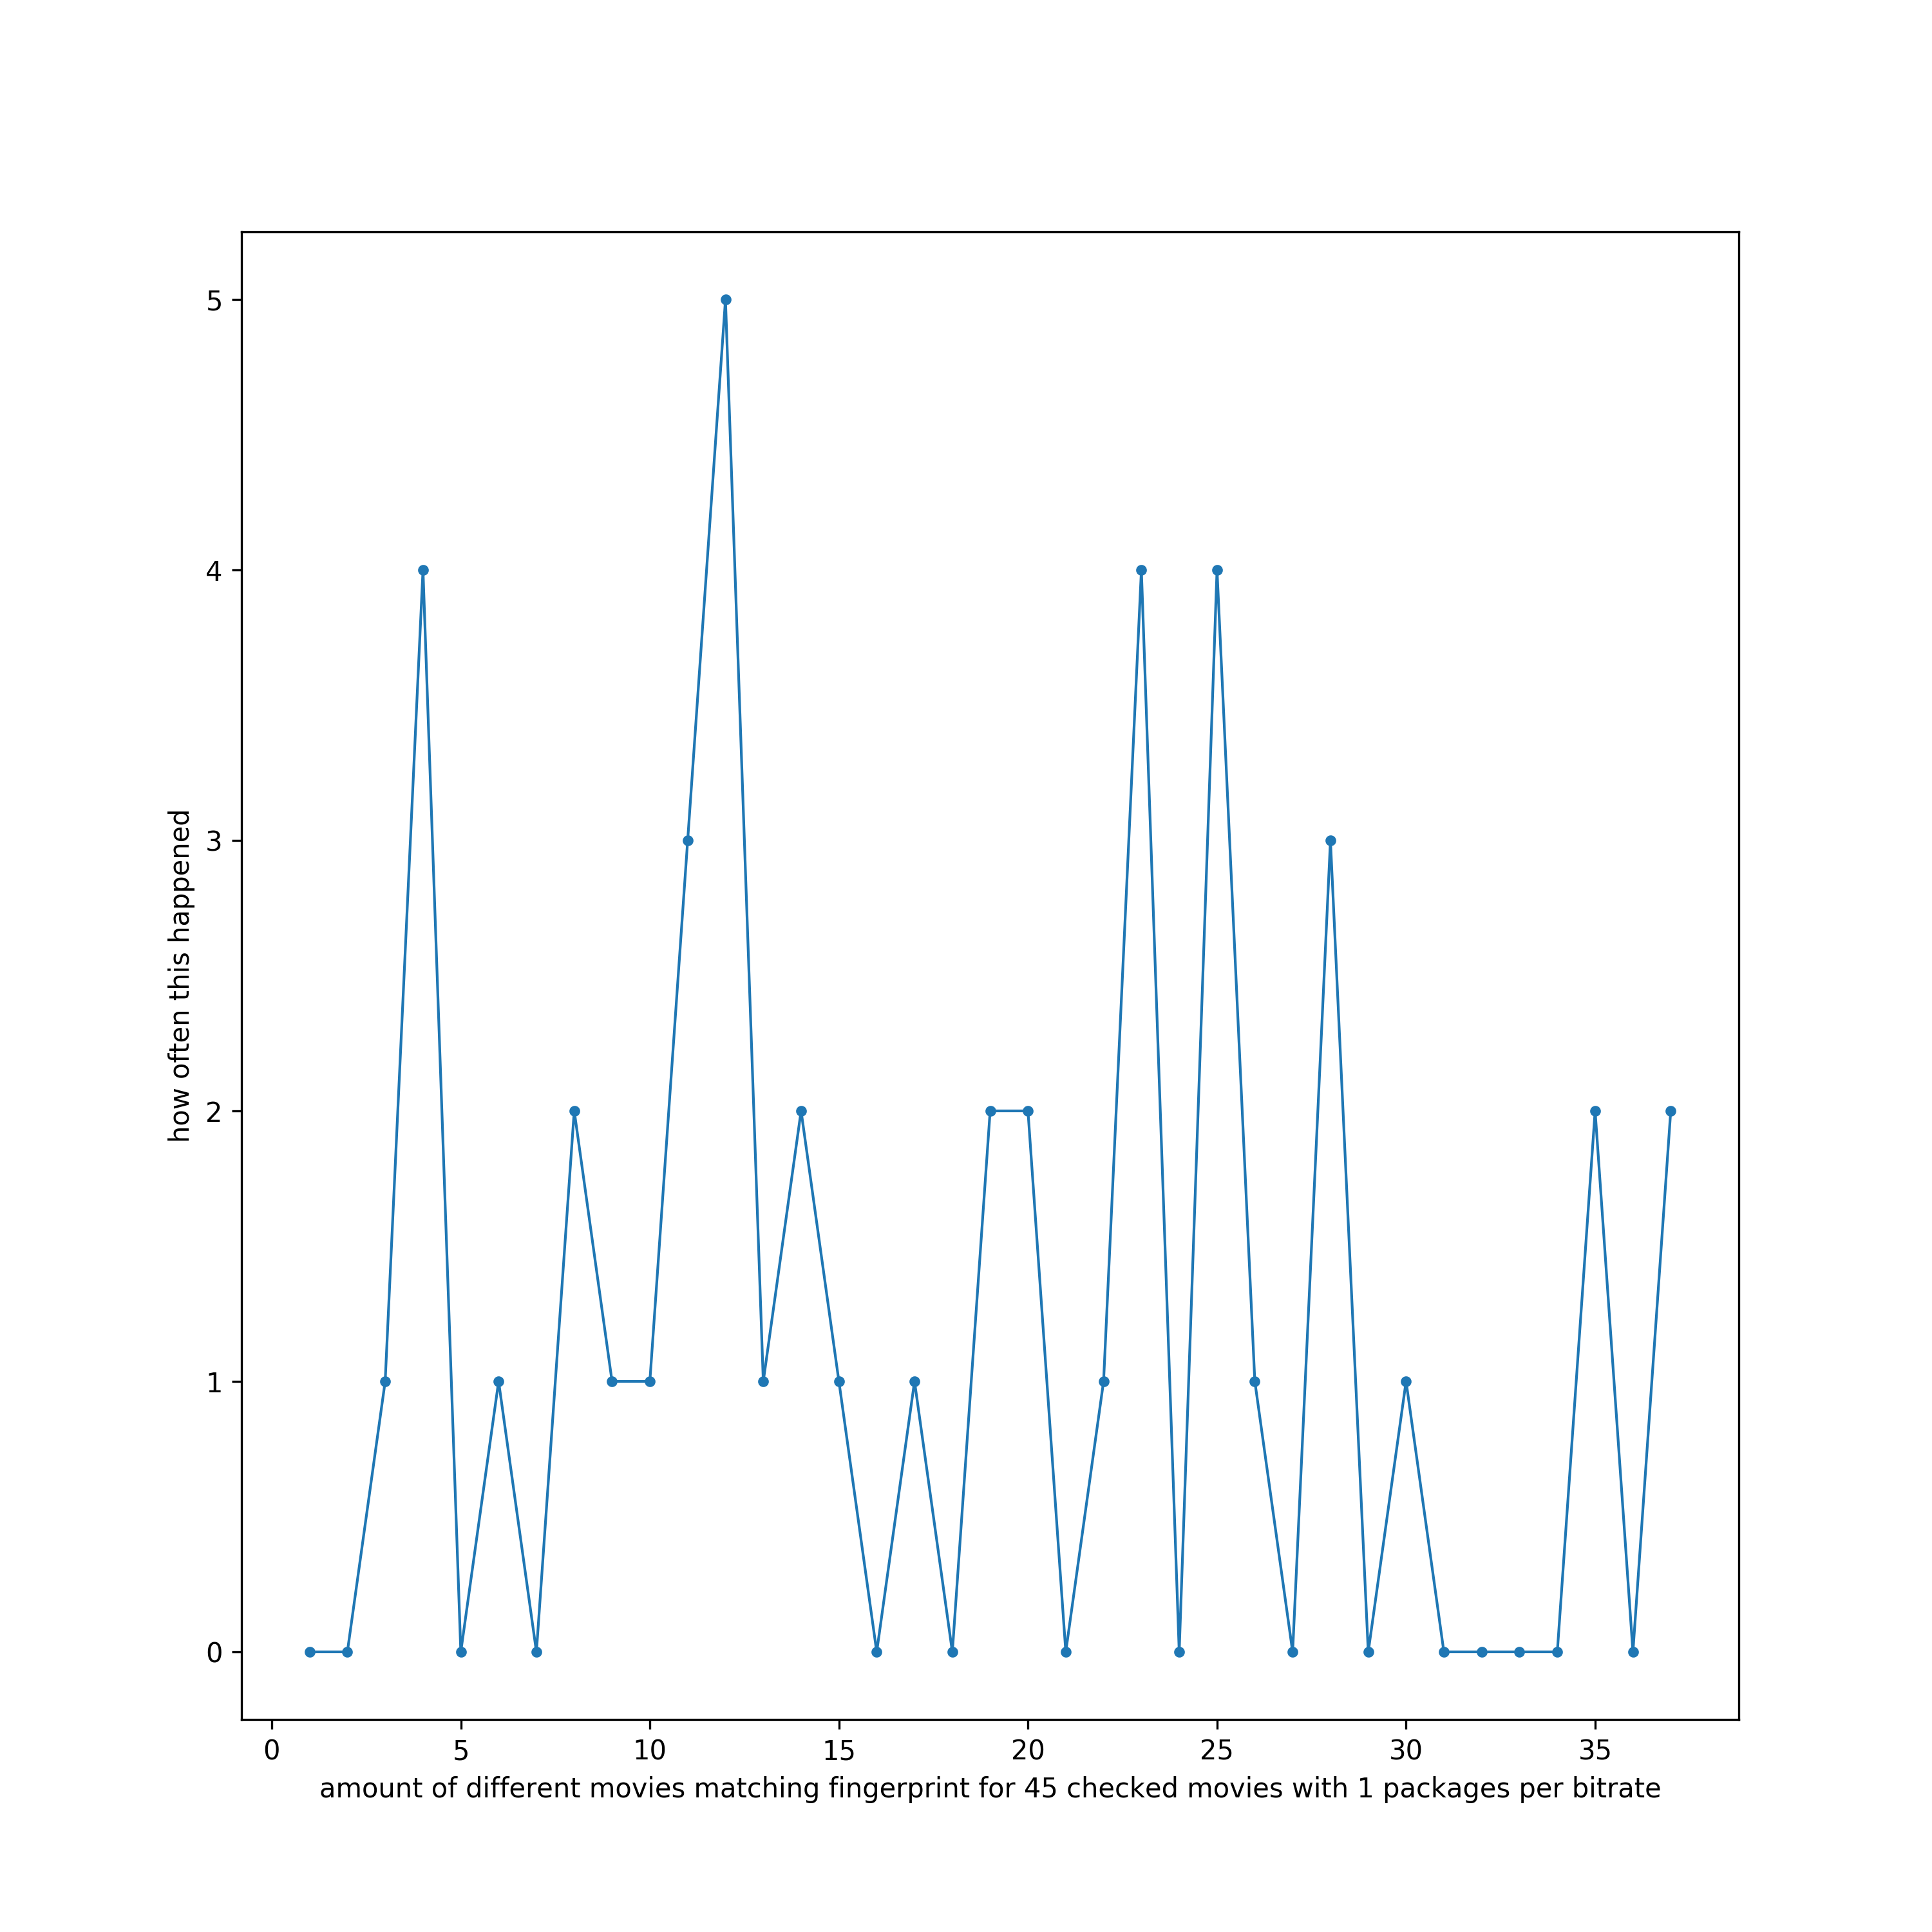 5
4
3
2
1
0
how often this happened
0 5 10 15 20 25 30 35
amount of different movies matching fingerprint for 45 checked movies with 1 packages per bitrate